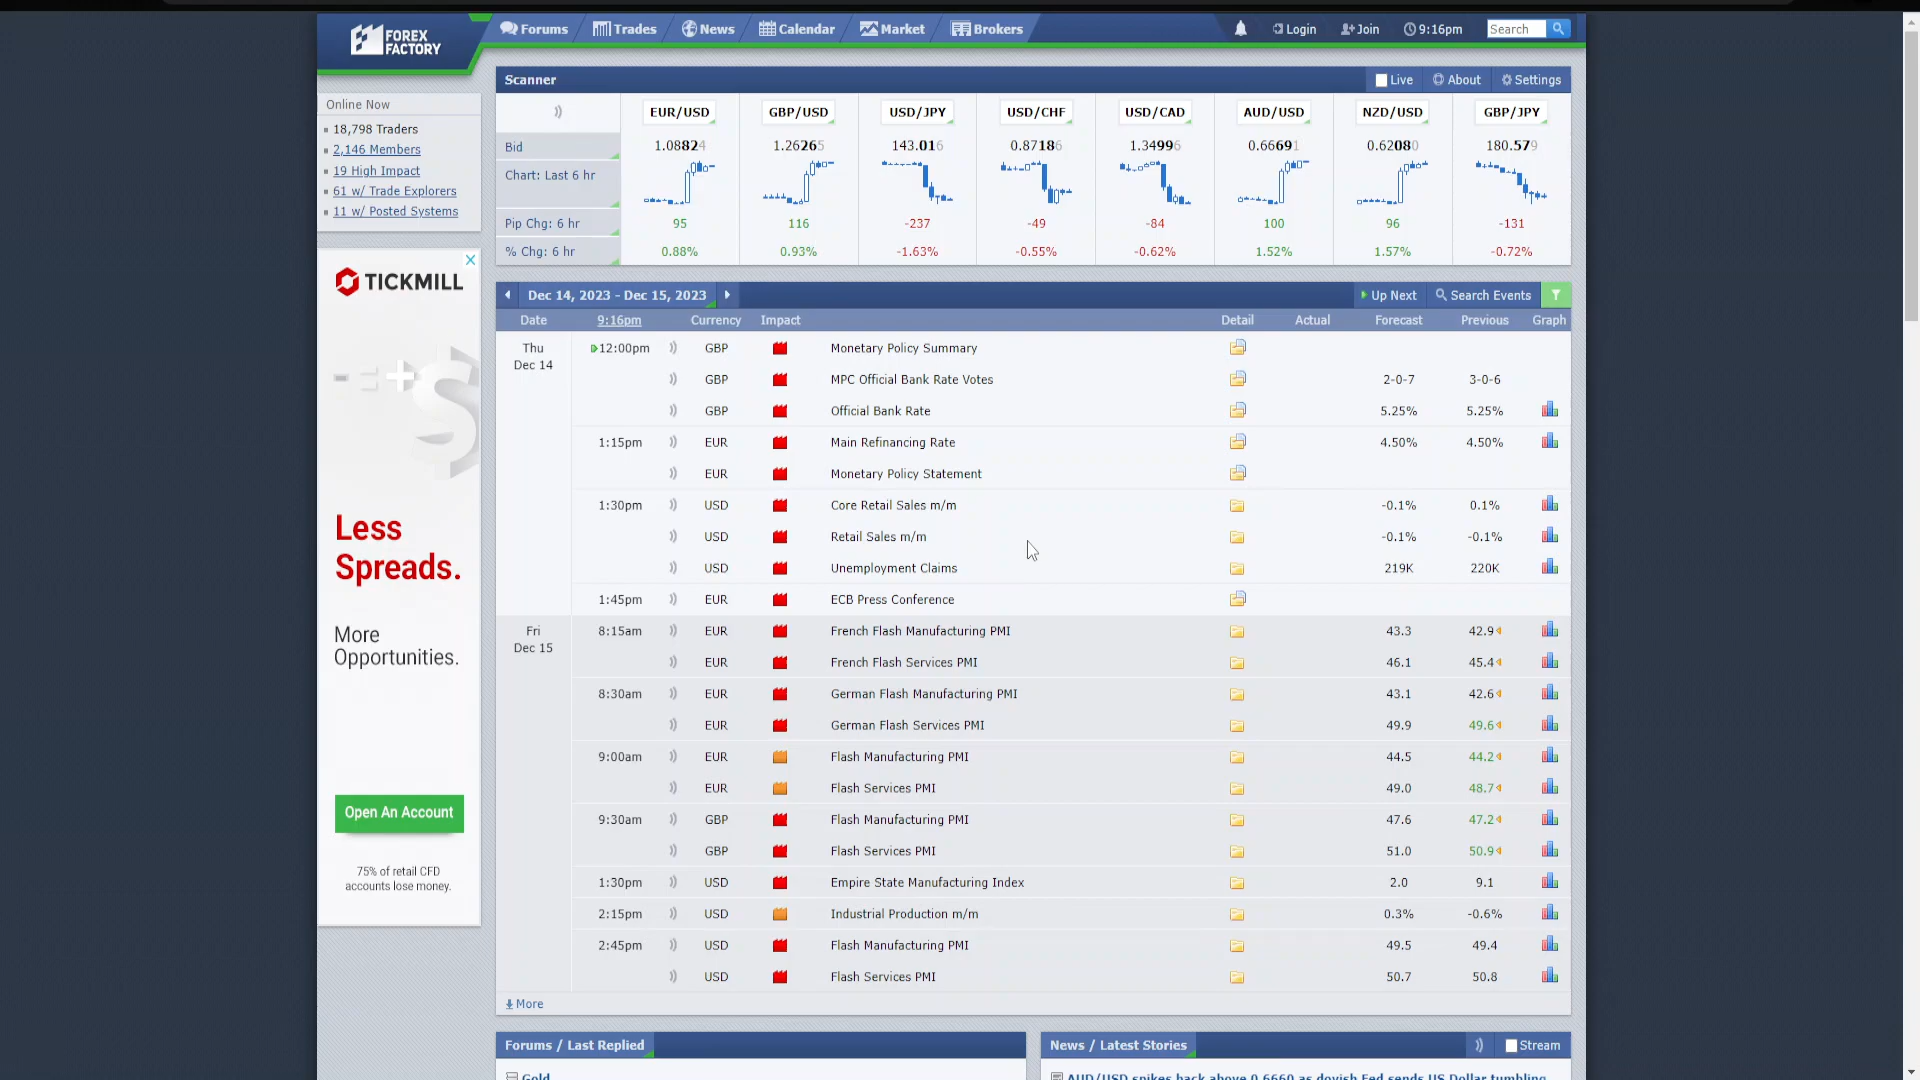 FOREX
FACTORY
Forums
Trades
News
Calendar
Market
Brokers
Login
Join
9:16pm
Search
Online Now
18,798 Traders
2,146 Members
19 High Impact
61 w/ Trade Explorers
11 w/ Posted Systems
TICKMILL
Less
Spreads.
More
Opportunities.
Open An Account
75% of retail CFD
accounts lose money.
Scanner
Live
About
Settings
EUR/USD GBP/USD USD/JPY USD/CHF USD/CAD AUD/USD NZD/USD GBP/JPY
Bid 1.08824 1.26265 143.016 0.87186 1.34996 0.66691 0.62080 180.579
Chart: Last 6 hr
Pip Chg: 6 hr 95 116 -237 -49 -84 100 96 -131
% Chg: 6 hr 0.88% 0.93% -1.63% -0.55% -0.62% 1.52% 1.57% -0.72%
Dec 14, 2023 - Dec 15, 2023 Up Next Search Events
Date 9:16pm Currency Impact Detail Actual Forecast Previous Graph
Thu
Dec 14
12:00pm GBP Monetary Policy Summary
GBP MPC Official Bank Rate Votes 2-0-7 3-0-6
GBP Official Bank Rate 5.25% 5.25%
1:15pm EUR Main Refinancing Rate 4.50% 4.50%
EUR Monetary Policy Statement
1:30pm USD Core Retail Sales m/m -0.1% 0.1%
USD Retail Sales m/m -0.1% -0.1%
USD Unemployment Claims 219K 220K
1:45pm EUR ECB Press Conference
Fri
Dec 15
8:15am EUR French Flash Manufacturing PMI 43.3 42.9
EUR French Flash Services PMI 46.1 45.4
8:30am EUR German Flash Manufacturing PMI 43.1 42.6
EUR German Flash Services PMI 49.9 49.6
9:00am EUR Flash Manufacturing PMI 44.5 44.2
EUR Flash Services PMI 49.0 48.7
9:30am GBP Flash Manufacturing PMI 47.6 47.2
GBP Flash Services PMI 51.0 50.9
1:30pm USD Empire State Manufacturing Index 2.0 9.1
2:15pm USD Industrial Production m/m 0.3% -0.6%
2:45pm USD Flash Manufacturing PMI 49.5 49.4
USD Flash Services PMI 50.7 50.8
More
Forums / Last Replied
Gold
News / Latest Stories
Stream
AUD/USD spikes back above 0.6660 as dovish Fed sends US Dollar tumbling